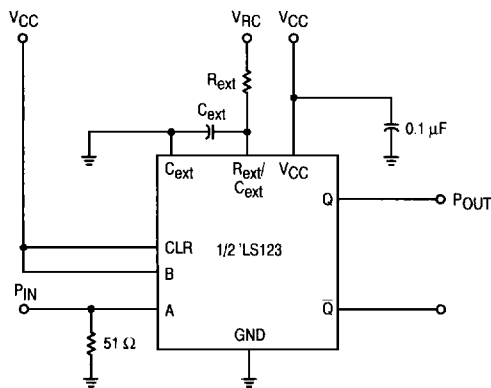 VCC
VRC
VCC
Rext
Cext
0.1 µF
Cext
Rext/
Cext
VCC
Q
POUT
CLR
1/2 'LS123
B
PIN
A
Q̅
51 Ω
GND